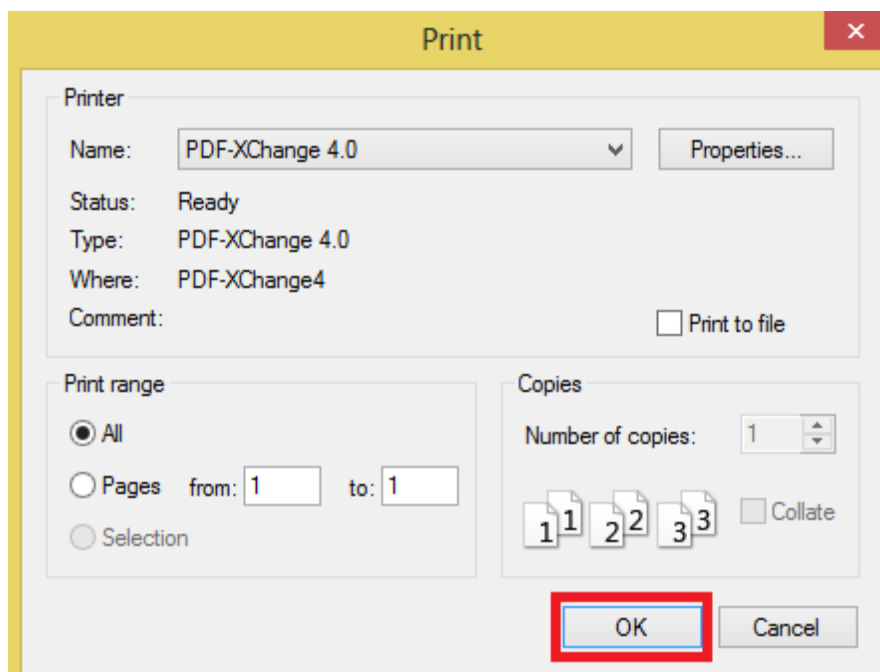 Print
Printer
Name: PDF-XChange 4.0 Properties...
Status: Ready
Type: PDF-XChange 4.0
Where: PDF-XChange4
Comment: Print to file
Print range
All
Pages from: 1 to: 1
Selection
Copies
Number of copies: 1
1 1 2 2 3 3 Collate
OK Cancel